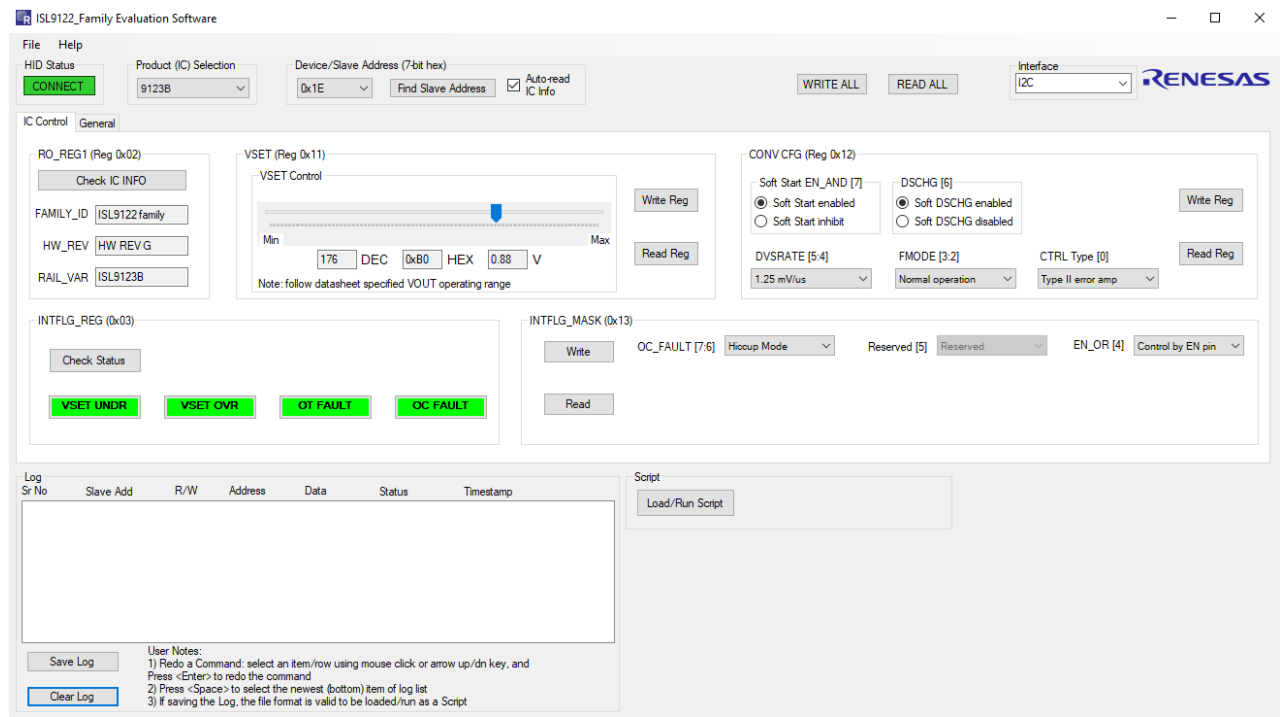 ISL9122_Family Evaluation Software
File Help
HID Status
CONNECT
Product (IC) Selection
9123B
Device/Slave Address (7-bit hex)
0x1E
Find Slave Address
Auto-read
IC Info
WRITE ALL
READ ALL
Interface
I2C
RENESAS
IC Control
General
RO_REG1 (Reg 0x02)
Check IC INFO
FAMILY_ID ISL9122 family
HW_REV HW REV G
RAIL_VAR ISL9123B
VSET (Reg 0x11)
VSET Control
Min
Max
176 DEC 0xB0 HEX 0.88 V
Note: follow datasheet specified VOUT operating range
Write Reg
Read Reg
CONV CFG (Reg 0x12)
Soft Start EN_AND [7]
Soft Start enabled
Soft Start inhibit
DSCHG [6]
Soft DSCHG enabled
Soft DSCHG disabled
Write Reg
DVSRATE [5:4]
1.25 mV/us
FMODE [3:2]
Normal operation
CTRL Type [0]
Type II error amp
Read Reg
INTFLG_REG (0x03)
Check Status
VSET UNDR
VSET OVR
OT FAULT
OC FAULT
INTFLG_MASK (0x13)
Write
OC_FAULT [7:6] Hiccup Mode
Reserved [5] Reserved
EN_OR [4] Control by EN pin
Read
Log
Sr No Slave Add R/W Address Data Status Timestamp
Script
Load/Run Script
Save Log
Clear Log
User Notes:
1) Redo a Command: select an item/row using mouse click or arrow up/dn key, and
Press <Enter> to redo the command
2) Press <Space> to select the newest (bottom) item of log list
3) If saving the Log, the file format is valid to be loaded/run as a Script